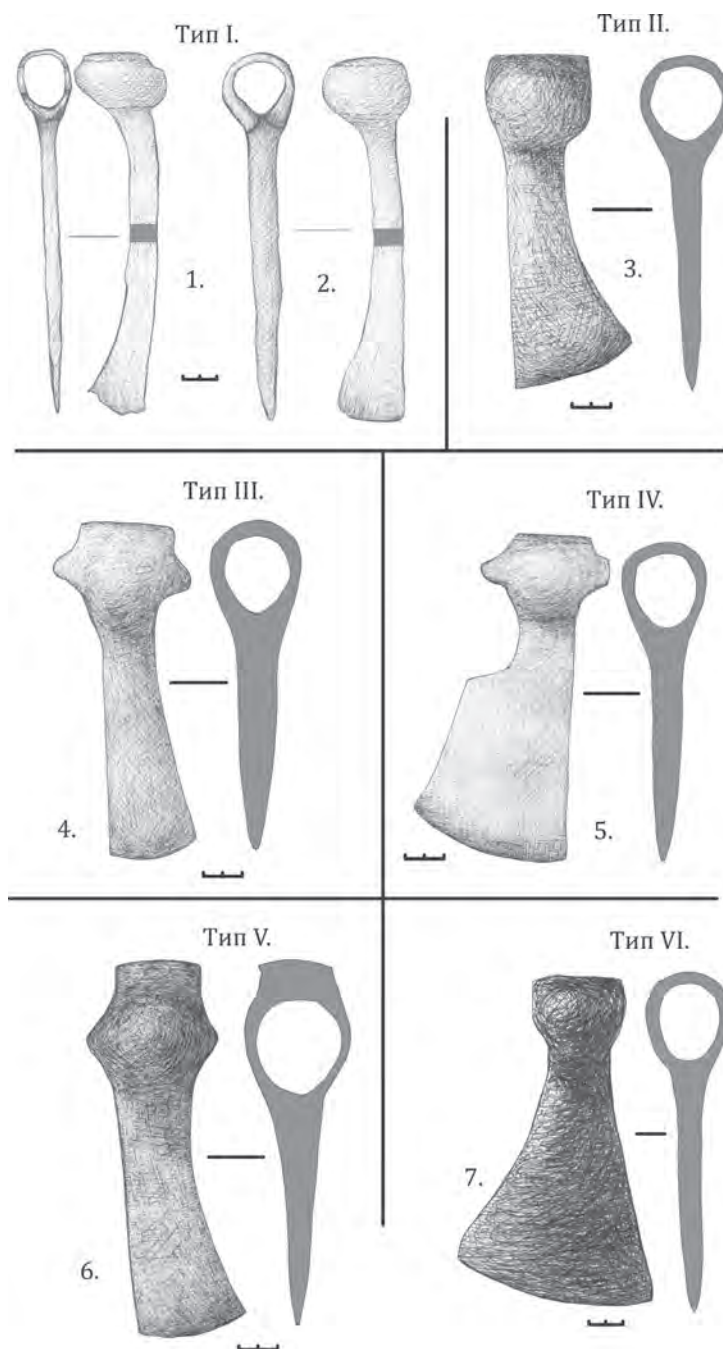 Тип I.
Тип II.
1.
2.
3.
Тип III.
Тип IV.
4.
5.
Тип V.
Тип VI.
6.
7.